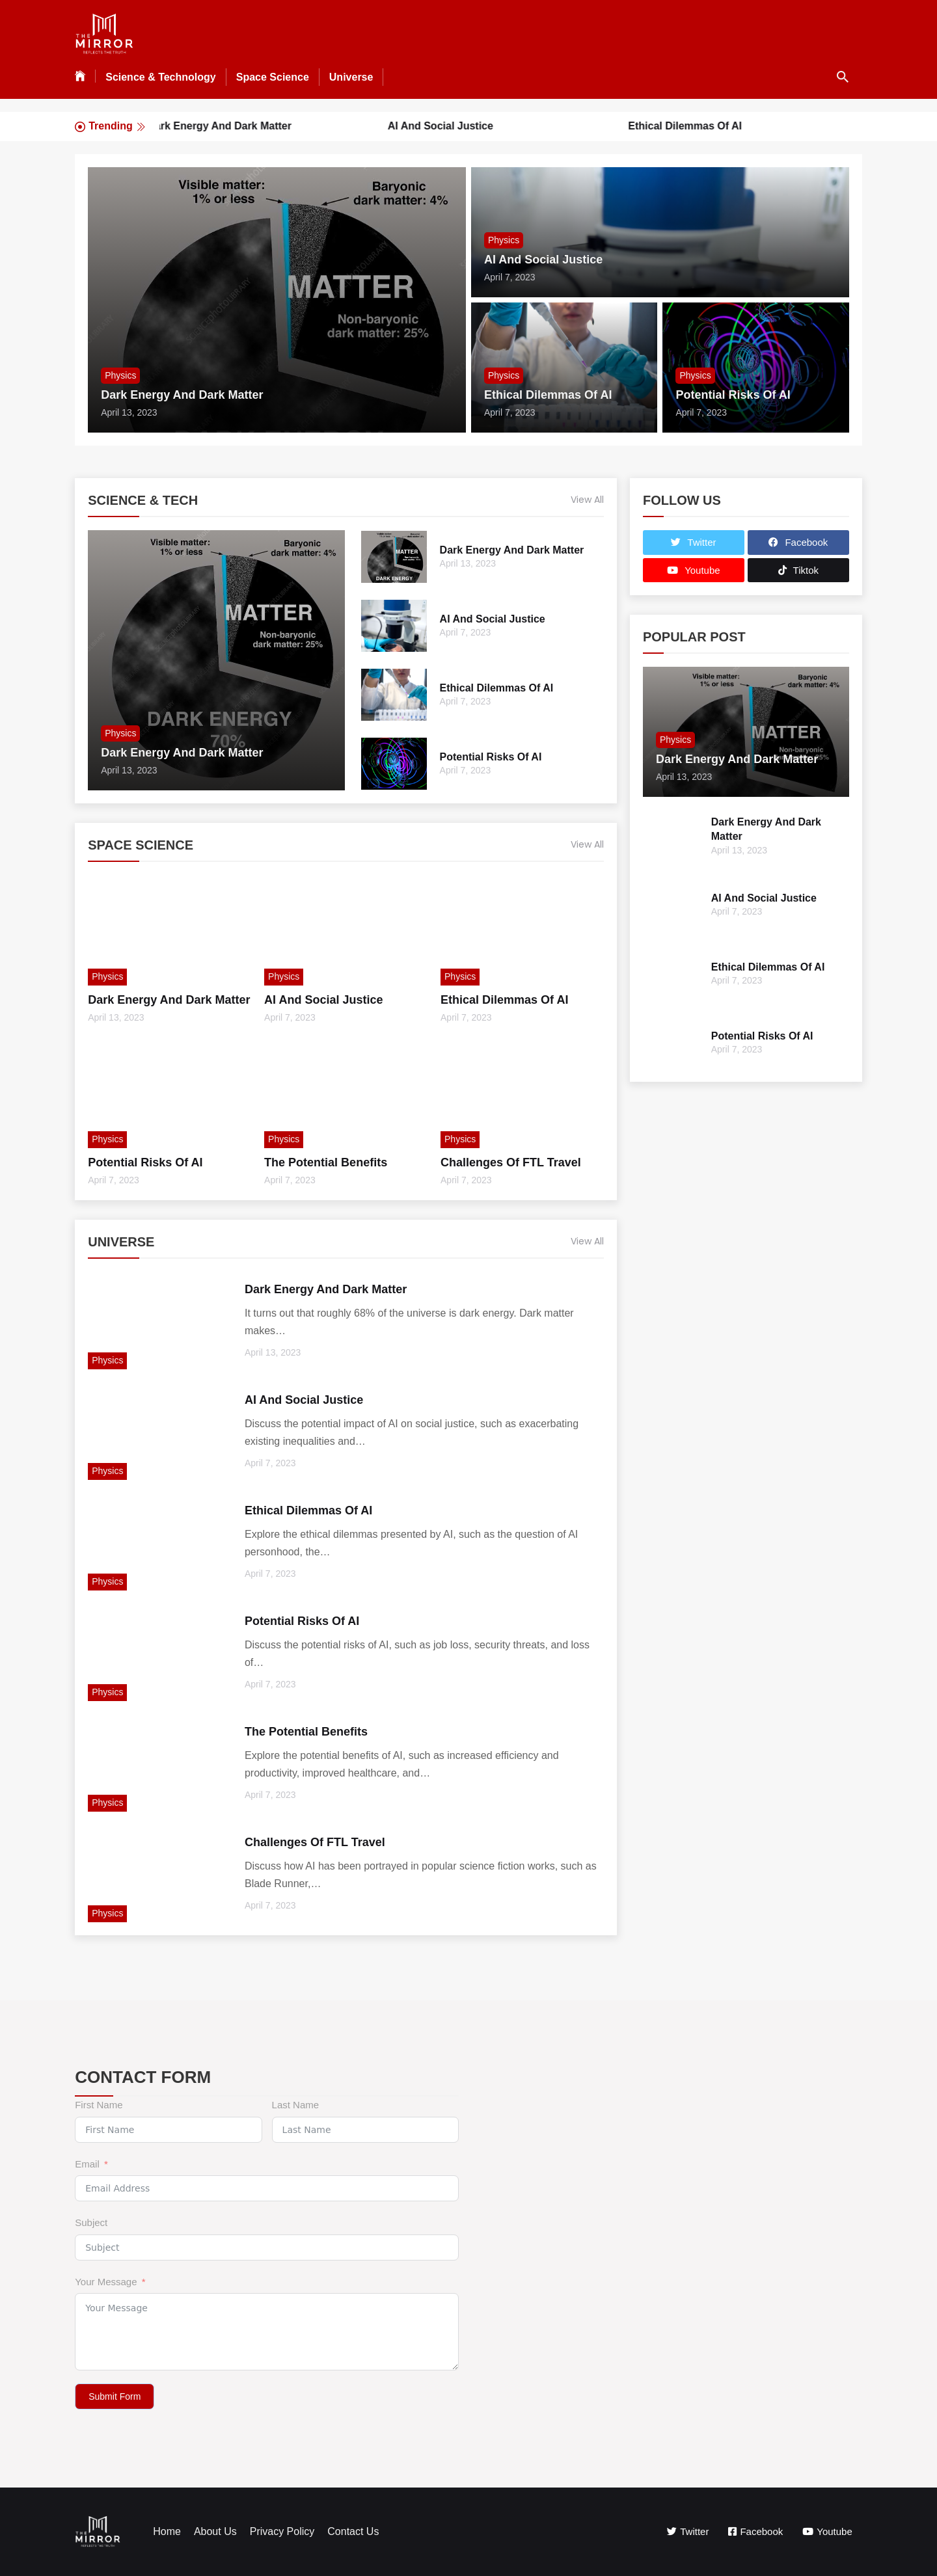 THE
MIRROR
REFLECTS THE TRUTH
Science & Technology
Space Science
Universe
Trending
ark Energy And Dark Matter
AI And Social Justice
Ethical Dilemmas Of AI
Visible matter:
1% or less
Baryonic
dark matter: 4%
MATTER
Non-baryonic
dark matter: 25%
Physics
Dark Energy And Dark Matter
April 13, 2023
Physics
AI And Social Justice
April 7, 2023
Physics
Ethical Dilemmas Of AI
April 7, 2023
Physics
Potential Risks Of AI
April 7, 2023
SCIENCE & TECH
View All
Visible matter:
1% or less
Baryonic
dark matter: 4%
MATTER
Non-baryonic
dark matter: 25%
DARK ENERGY
70%
Physics
Dark Energy And Dark Matter
April 13, 2023
MATTER
DARK ENERGY
Dark Energy And Dark Matter
April 13, 2023
AI And Social Justice
April 7, 2023
Ethical Dilemmas Of AI
April 7, 2023
Potential Risks Of AI
April 7, 2023
FOLLOW US
Twitter
Facebook
Youtube
Tiktok
POPULAR POST
Visible matter:
1% or less
Baryonic
dark matter: 4%
MATTER
Non-baryonic
dark matter: 25%
Physics
Dark Energy And Dark Matter
April 13, 2023
Dark Energy And Dark
Matter
April 13, 2023
AI And Social Justice
April 7, 2023
Ethical Dilemmas Of AI
April 7, 2023
Potential Risks Of AI
April 7, 2023
SPACE SCIENCE
View All
Physics
Dark Energy And Dark Matter
April 13, 2023
Physics
AI And Social Justice
April 7, 2023
Physics
Ethical Dilemmas Of AI
April 7, 2023
Physics
Potential Risks Of AI
April 7, 2023
Physics
The Potential Benefits
April 7, 2023
Physics
Challenges Of FTL Travel
April 7, 2023
UNIVERSE
View All
Dark Energy And Dark Matter
It turns out that roughly 68% of the universe is dark energy. Dark matter
makes…
April 13, 2023
Physics
AI And Social Justice
Discuss the potential impact of AI on social justice, such as exacerbating
existing inequalities and…
April 7, 2023
Physics
Ethical Dilemmas Of AI
Explore the ethical dilemmas presented by AI, such as the question of AI
personhood, the…
April 7, 2023
Physics
Potential Risks Of AI
Discuss the potential risks of AI, such as job loss, security threats, and loss
of…
April 7, 2023
Physics
The Potential Benefits
Explore the potential benefits of AI, such as increased efficiency and
productivity, improved healthcare, and…
April 7, 2023
Physics
Challenges Of FTL Travel
Discuss how AI has been portrayed in popular science fiction works, such as
Blade Runner,…
April 7, 2023
Physics
CONTACT FORM
First Name
Last Name
First Name
Last Name
Email *
Email Address
Subject
Subject
Your Message *
Your Message
Submit Form
THE
MIRROR
Home
About Us
Privacy Policy
Contact Us
Twitter
Facebook
Youtube